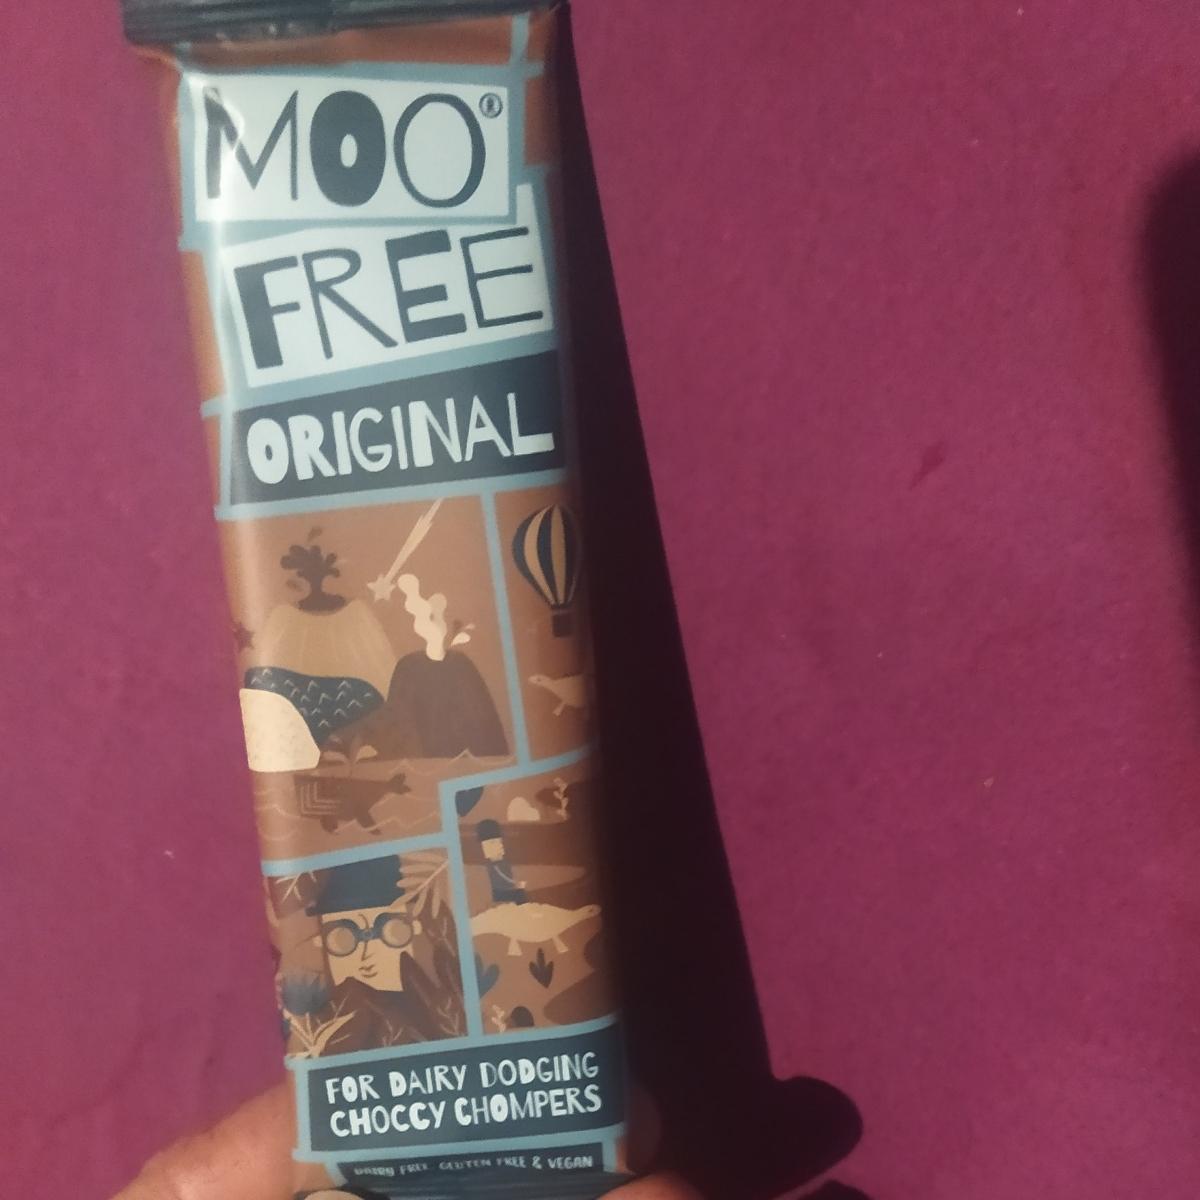 MOO®
FREE
ORIGINAL
FOR DAIRY DODGING
CHOCCY CHOMPERS
DAIRY FREE, GLUTEN FREE & VEGAN